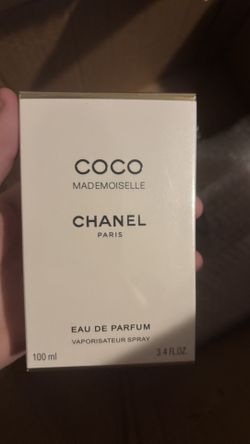 COCO
MADEMOISELLE
CHANEL
PARIS
EAU DE PARFUM
VAPORISATEUR SPRAY
100 ml 3.4 FL.OZ.